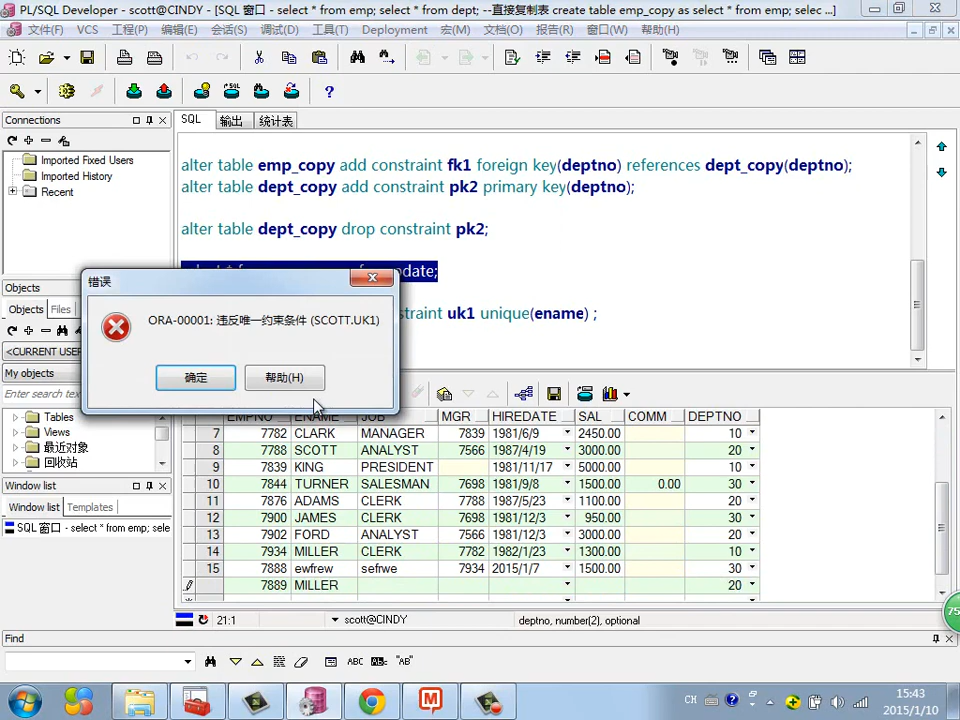 PL/SQL Developer - scott@CINDY - [SQL 窗口 - select * from emp; select * from dept; --直接复制表 create table emp_copy as select * from emp; selec ...]
文件(F) VCS 工程(P) 编辑(E) 会话(S) 调试(D) 工具(T) Deployment 宏(M) 文档(O) 报告(R) 窗口(W) 帮助(H)
Connections
Imported Fixed Users
Imported History
Recent
SQL 输出 统计表
alter table emp_copy add constraint fk1 foreign key(deptno) references dept_copy(deptno);
alter table dept_copy add constraint pk2 primary key(deptno);
alter table dept_copy drop constraint pk2;
date;
straint uk1 unique(ename) ;
错误
ORA-00001: 违反唯一约束条件 (SCOTT.UK1)
确定 帮助(H)
Objects
Objects Files
<CURRENT USER
My objects
Enter search text
Tables
Views
最近对象
回收站
Window list
Window list Templates
SQL 窗口 - select * from emp; sele
EMPNO ENAME JOB MGR HIREDATE SAL COMM DEPTNO
7 7782 CLARK MANAGER 7839 1981/6/9 2450.00 10
8 7788 SCOTT ANALYST 7566 1987/4/19 3000.00 20
9 7839 KING PRESIDENT 1981/11/17 5000.00 10
10 7844 TURNER SALESMAN 7698 1981/9/8 1500.00 0.00 30
11 7876 ADAMS CLERK 7788 1987/5/23 1100.00 20
12 7900 JAMES CLERK 7698 1981/12/3 950.00 30
13 7902 FORD ANALYST 7566 1981/12/3 3000.00 20
14 7934 MILLER CLERK 7782 1982/1/23 1300.00 10
15 7888 ewfrew sefrwe 7934 2015/1/7 1500.00 30
7889 MILLER 20
21:1 scott@CINDY deptno, number(2), optional
75
Find
ABC ABc "AB"
CH 15:43
2015/1/10